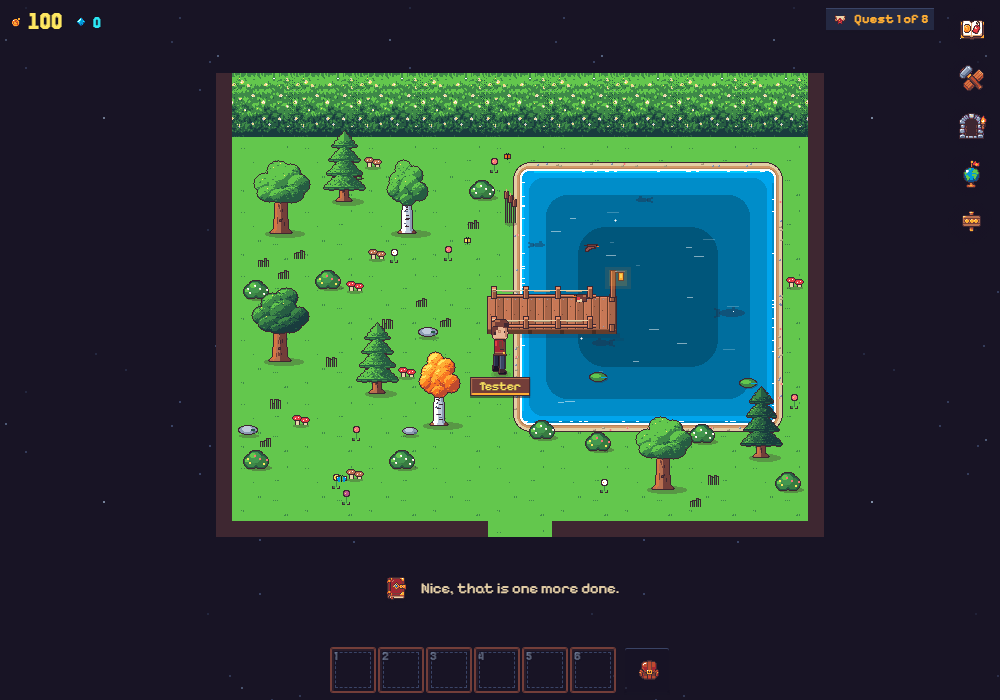 100
0
Quest 1 of 8
Tester
Nice, that is one more done.
1 2 3 4 5 6